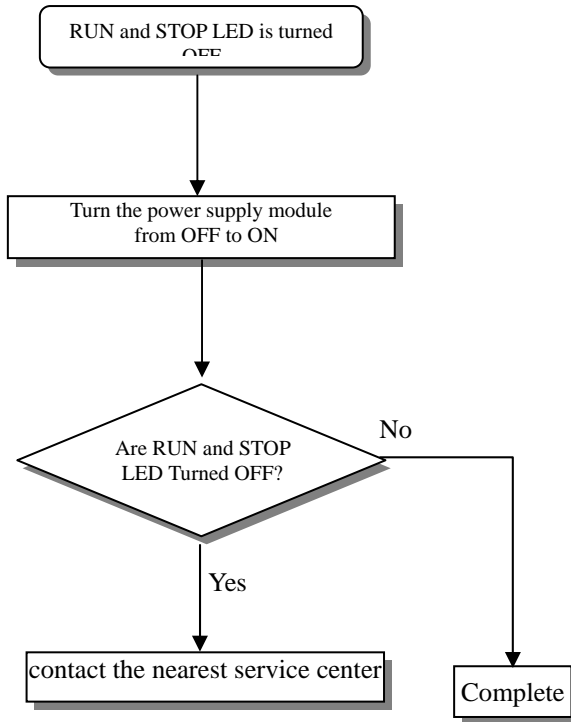 RUN and STOP LED is turned
OFF
Turn the power supply module
from OFF to ON
Are RUN and STOP
LED Turned OFF?
No
Yes
contact the nearest service center
Complete